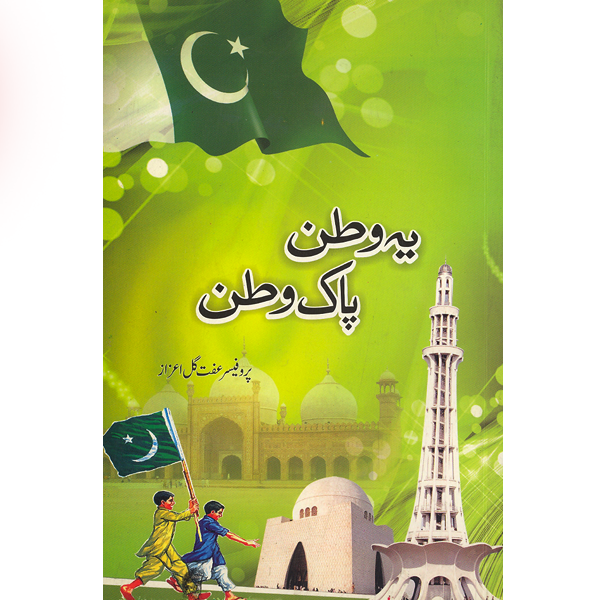 یہ وطن
پاک وطن
پروفیسر عفت گل اعزاز